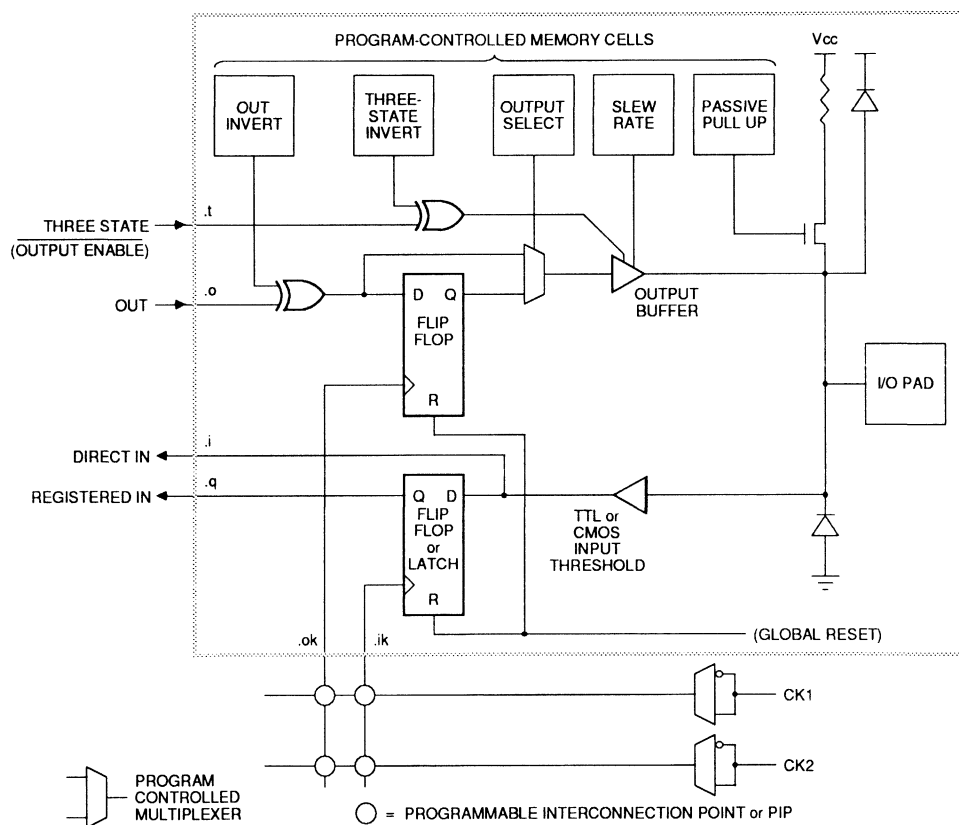 PROGRAM-CONTROLLED MEMORY CELLS
Vcc
OUT
INVERT
THREE-
STATE
INVERT
OUTPUT
SELECT
SLEW
RATE
PASSIVE
PULL UP
THREE STATE
(OUTPUT ENABLE)
.t
OUT
.o
D Q
FLIP
FLOP
R
OUTPUT
BUFFER
I/O PAD
DIRECT IN
.i
REGISTERED IN
.q
Q D
FLIP
FLOP
or
LATCH
R
TTL or
CMOS
INPUT
THRESHOLD
(GLOBAL RESET)
.ok
.ik
CK1
CK2
PROGRAM
CONTROLLED
MULTIPLEXER
= PROGRAMMABLE INTERCONNECTION POINT or PIP